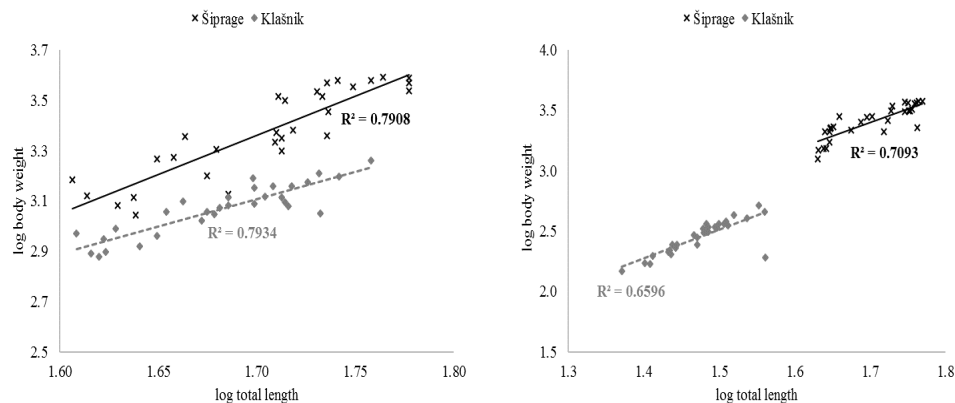 × Šiprage ◆ Klašnik
3.7
3.5
3.3
3.1
2.9
2.7
2.5
log body weight
R² = 0.7908
R² = 0.7934
1.60 1.65 1.70 1.75 1.80
log total length
× Šiprage ◆ Klašnik
4.0
3.5
3.0
2.5
2.0
1.5
log body weight
R² = 0.7093
R² = 0.6596
1.3 1.4 1.5 1.6 1.7 1.8
log total length